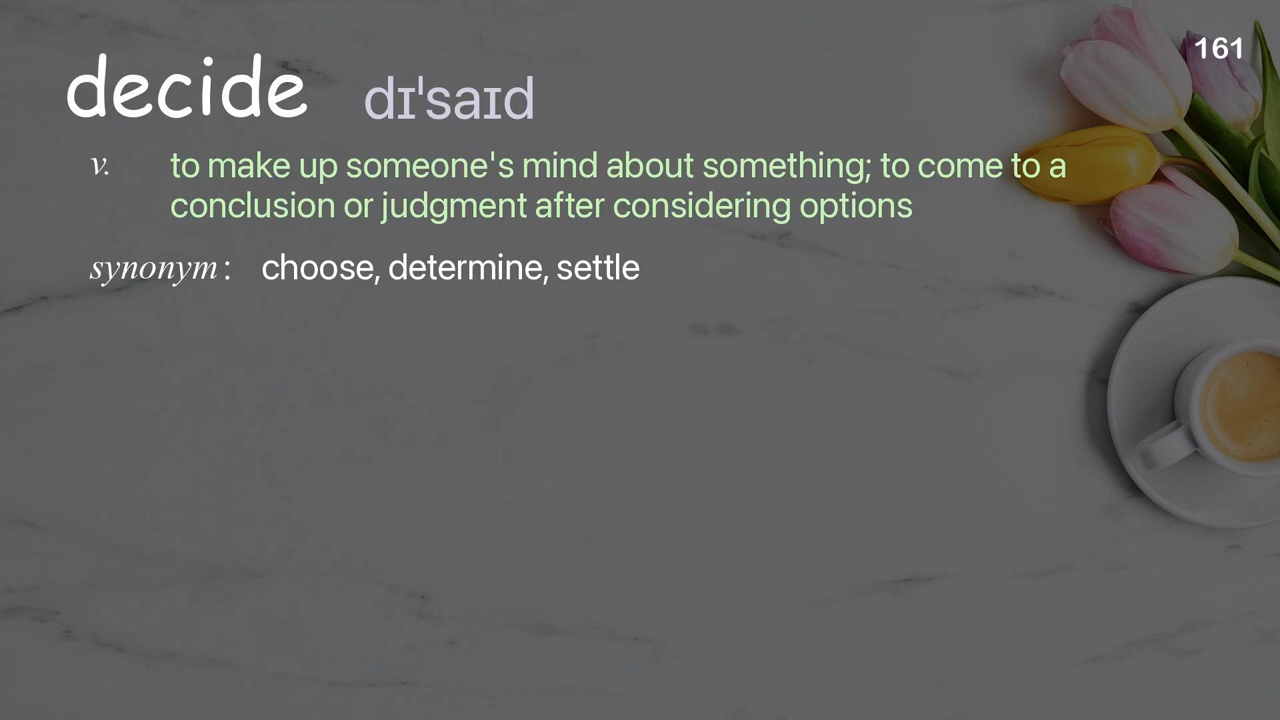 161
decide dɪˈsaɪd
v. to make up someone's mind about something; to come to a
conclusion or judgment after considering options
synonym: choose, determine, settle